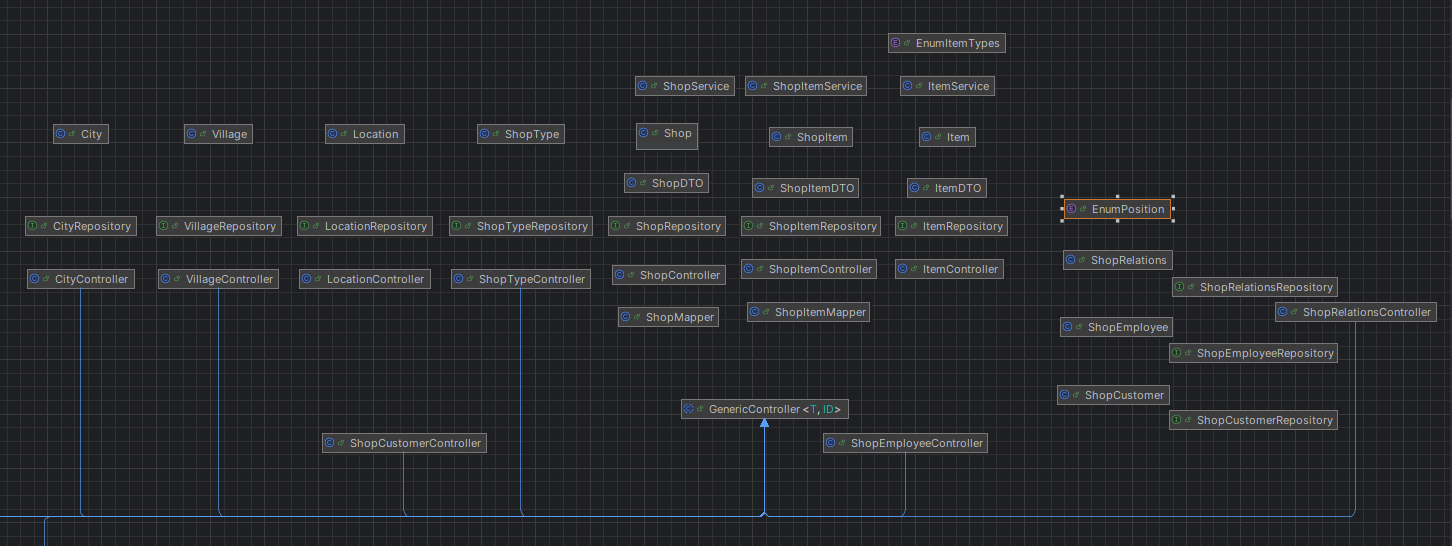 EnumItemTypes
ShopService
ShopItemService
ItemService
City
Village
Location
ShopType
Shop
ShopItem
Item
ShopDTO
ShopItemDTO
ItemDTO
EnumPosition
CityRepository
VillageRepository
LocationRepository
ShopTypeRepository
ShopRepository
ShopItemRepository
ItemRepository
ShopRelations
CityController
VillageController
LocationController
ShopTypeController
ShopController
ShopItemController
ItemController
ShopRelationsRepository
ShopMapper
ShopItemMapper
ShopRelationsController
ShopEmployee
ShopEmployeeRepository
ShopCustomer
GenericController<T, ID>
ShopCustomerRepository
ShopCustomerController
ShopEmployeeController